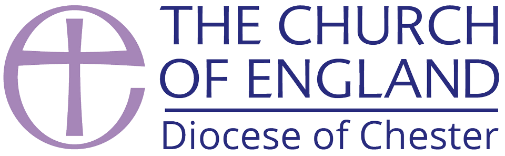 THE CHURCH
OF ENGLAND
Diocese of Chester